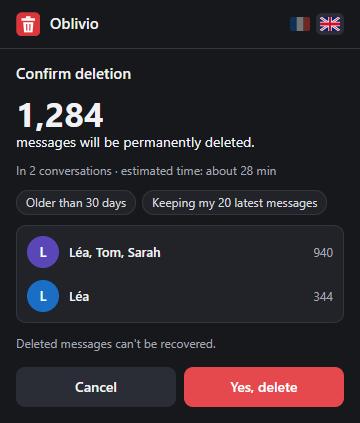 Oblivio
Confirm deletion
1,284
messages will be permanently deleted.
In 2 conversations · estimated time: about 28 min
Older than 30 days
Keeping my 20 latest messages
L
Léa, Tom, Sarah
940
L
Léa
344
Deleted messages can't be recovered.
Cancel
Yes, delete